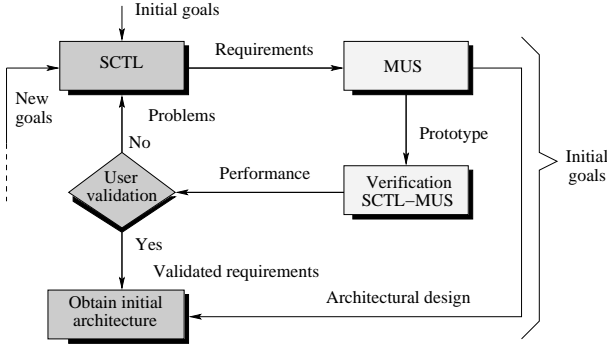 Initial goals
SCTL
Requirements
MUS
New
goals
Problems
No
Prototype
User
validation
Performance
Verification
SCTL−MUS
Initial
goals
Yes
Validated requirements
Obtain initial
architecture
Architectural design